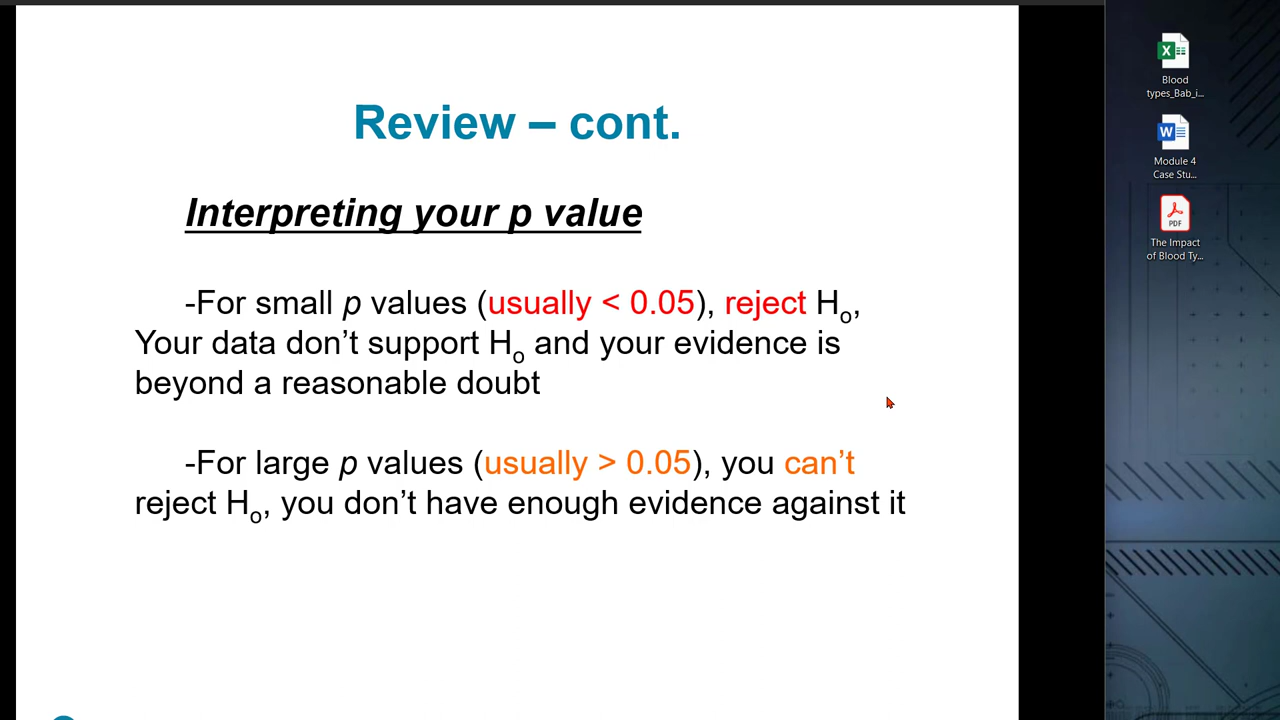 Review – cont.
Interpreting your p value
-For small p values (usually < 0.05), reject Ho,
Your data don’t support Ho and your evidence is
beyond a reasonable doubt
-For large p values (usually > 0.05), you can’t
reject Ho, you don’t have enough evidence against it
Blood
types_Bab_i...
Module 4
Case Stu...
PDF
The Impact
of Blood Ty...